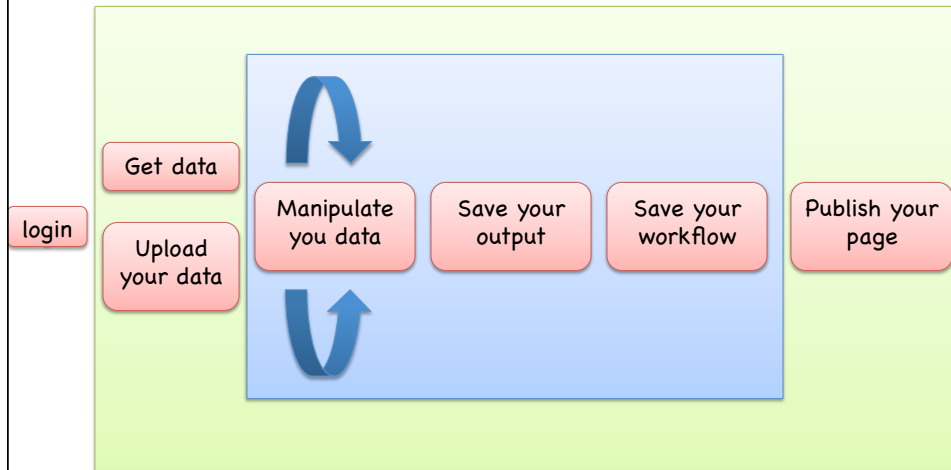 login
Get data
Upload
your data
Manipulate
you data
Save your
output
Save your
workflow
Publish your
page